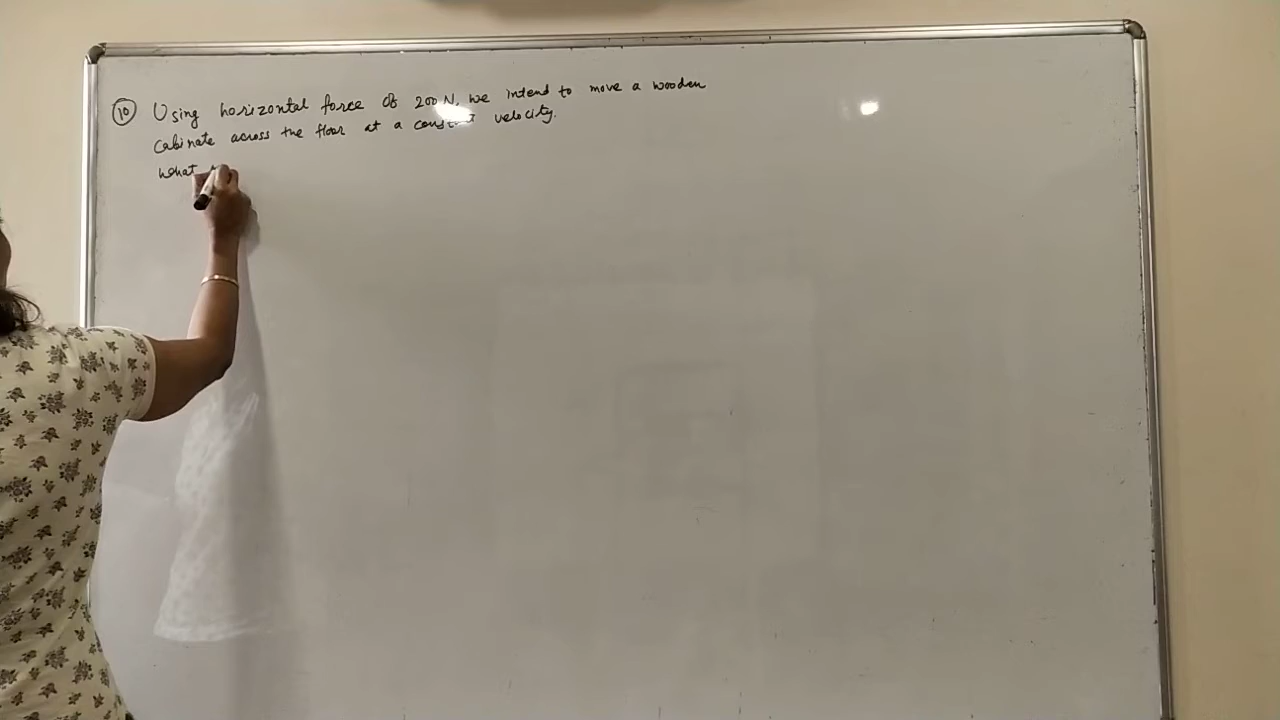 10 Using horizontal force of 200 N, we intend to move a wooden
cabinate across the floor at a constant velocity.
What